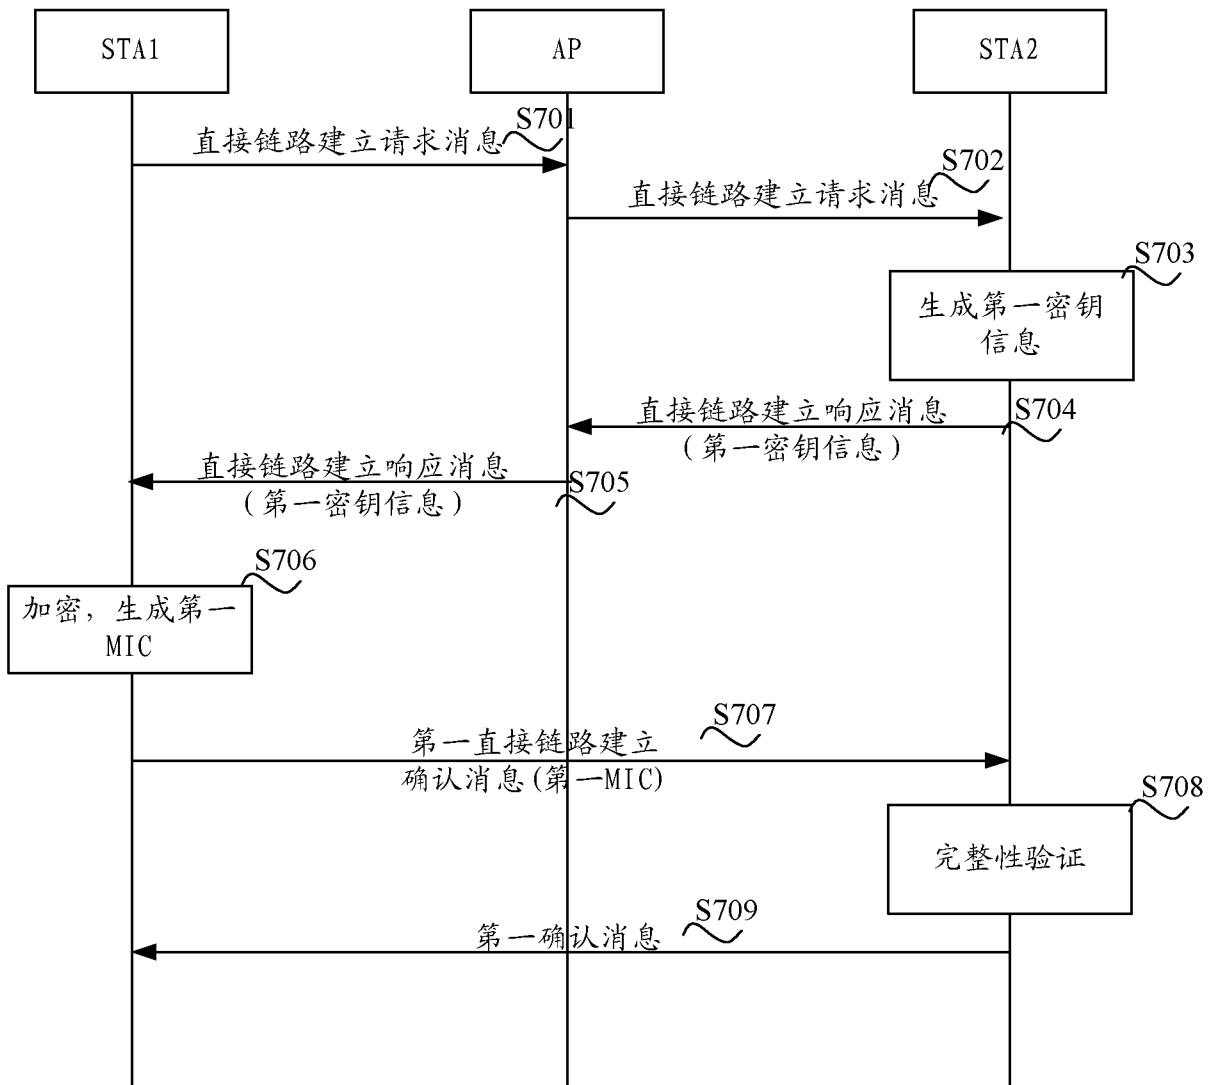 STA1
AP
STA2
S701
直接链路建立请求消息
S702
直接链路建立请求消息
S703
生成第一密钥
信息
直接链路建立响应消息
S704
(第一密钥信息)
直接链路建立响应消息
S705
(第一密钥信息)
S706
加密，生成第一
MIC
S707
第一直接链路建立
确认消息(第一MIC)
S708
完整性验证
S709
第一确认消息